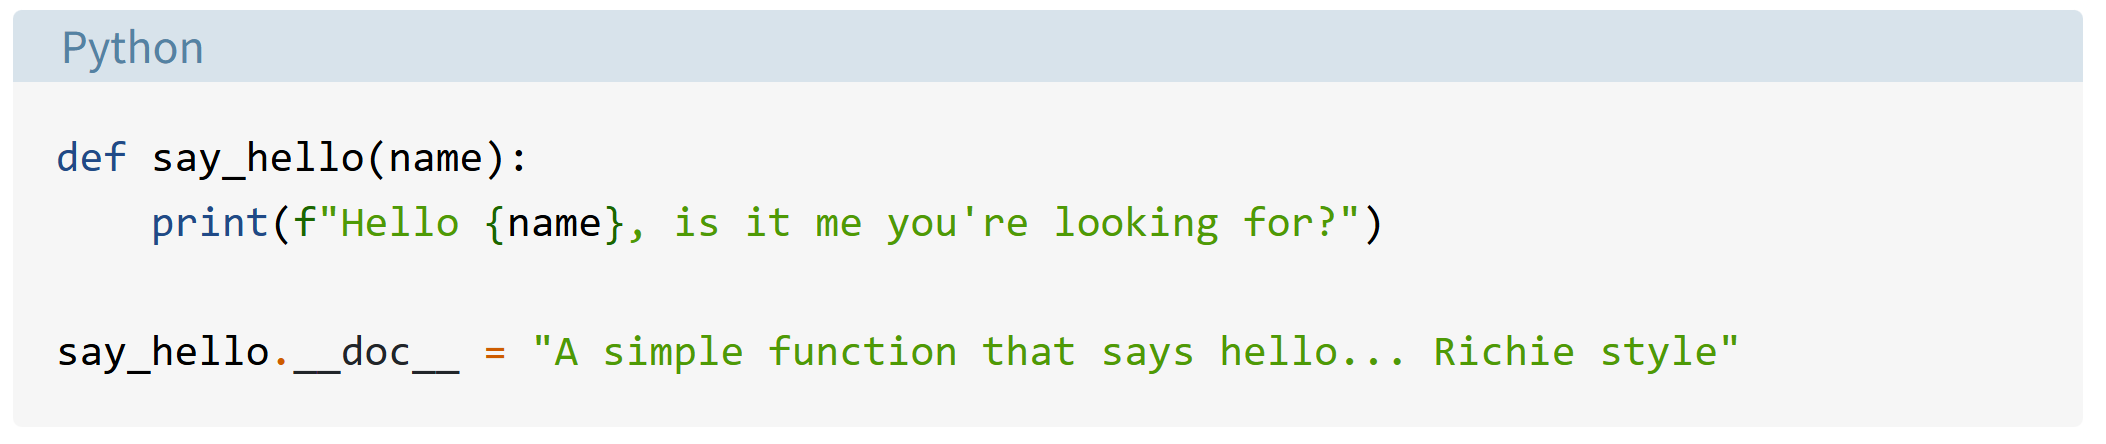 Python
def say_hello(name):
    print(f"Hello {name}, is it me you're looking for?")
say_hello.__doc__ = "A simple function that says hello... Richie style"